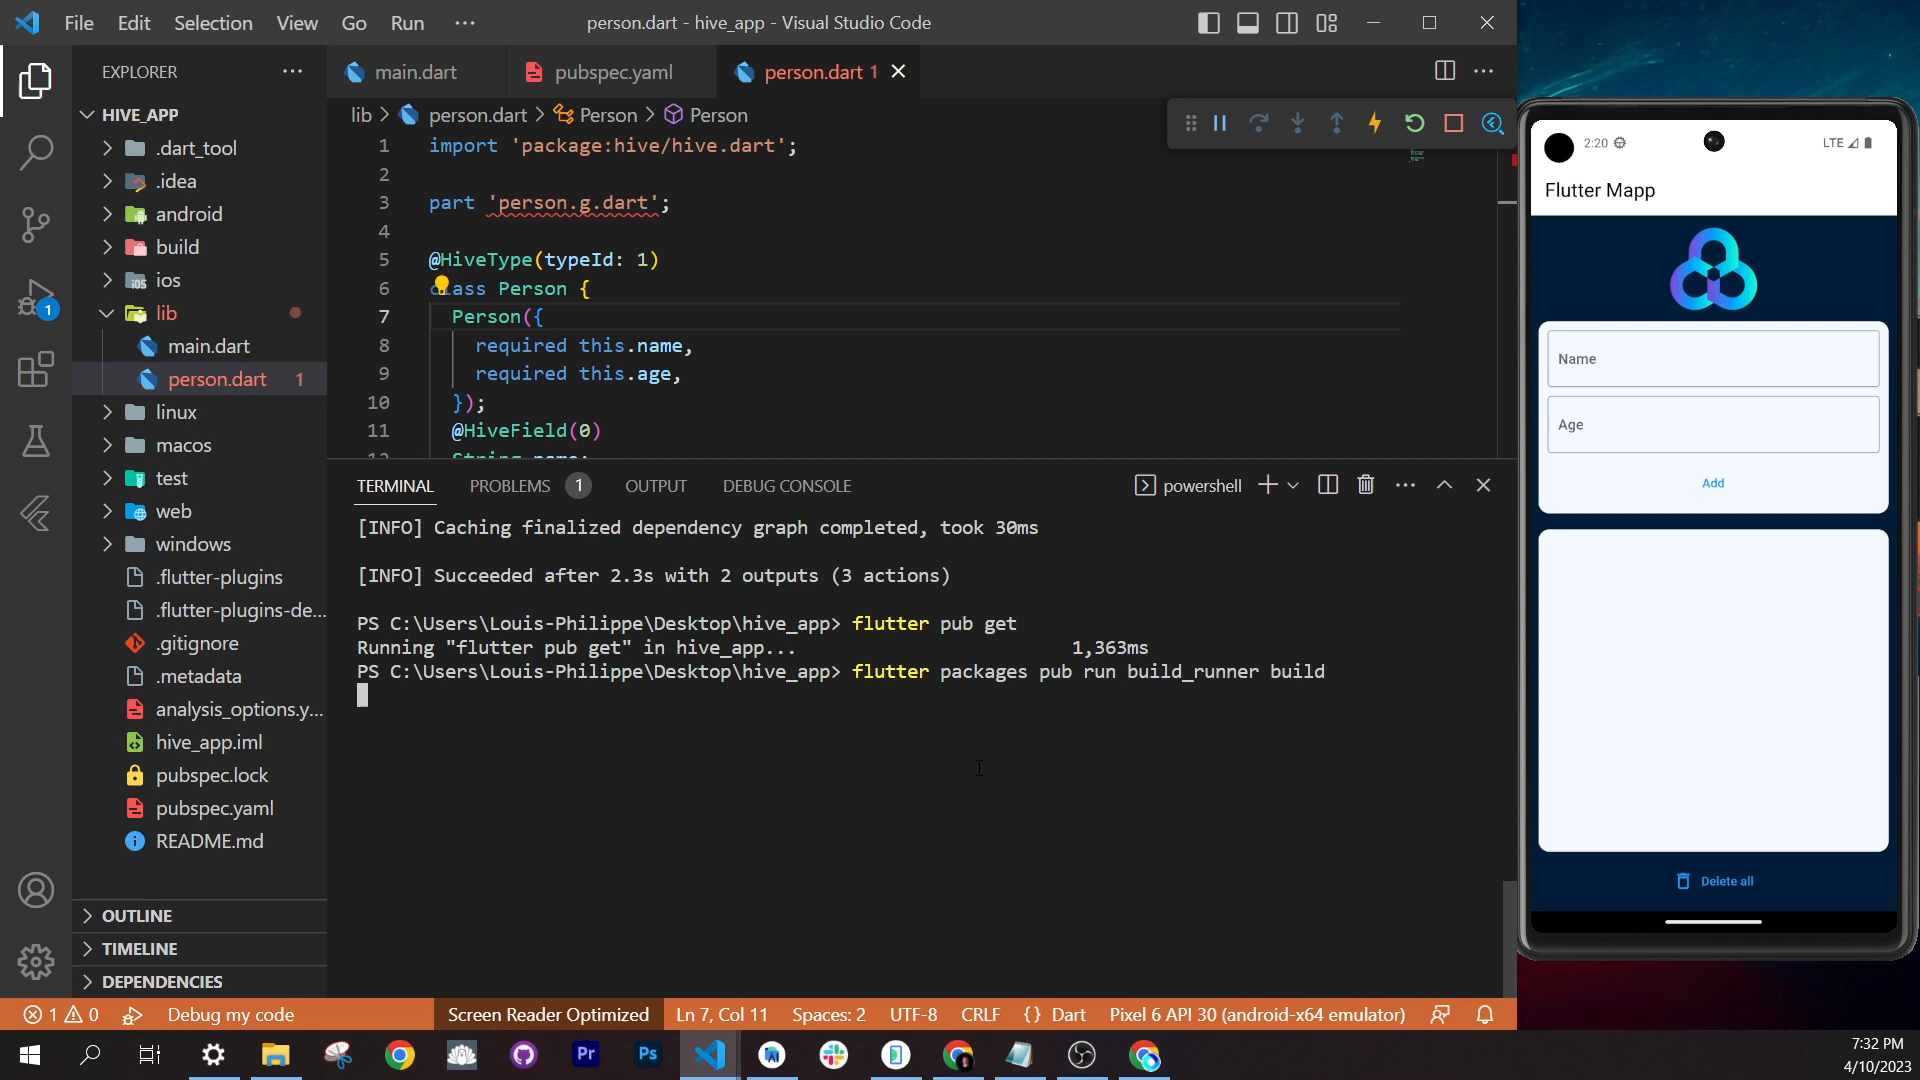 File Edit Selection View Go Run ···
person.dart - hive_app - Visual Studio Code
EXPLORER
HIVE_APP
.dart_tool
.idea
android
build
ios
lib
main.dart
person.dart 1
linux
macos
test
web
windows
.flutter-plugins
.flutter-plugins-de...
.gitignore
.metadata
analysis_options.y...
hive_app.iml
pubspec.lock
pubspec.yaml
README.md
OUTLINE
TIMELINE
DEPENDENCIES
1
main.dart
pubspec.yaml
person.dart 1
lib > person.dart > Person > Person
1 import 'package:hive/hive.dart';
2
3 part 'person.g.dart';
4
5 @HiveType(typeId: 1)
6 class Person {
7 Person({
8 required this.name,
9 required this.age,
10 });
11 @HiveField(0)
12 String name;
TERMINAL PROBLEMS 1 OUTPUT DEBUG CONSOLE
powershell
[INFO] Caching finalized dependency graph completed, took 30ms
[INFO] Succeeded after 2.3s with 2 outputs (3 actions)
PS C:\Users\Louis-Philippe\Desktop\hive_app> flutter pub get
Running "flutter pub get" in hive_app... 1,363ms
PS C:\Users\Louis-Philippe\Desktop\hive_app> flutter packages pub run build_runner build
1 0 Debug my code Screen Reader Optimized Ln 7, Col 11 Spaces: 2 UTF-8 CRLF {} Dart Pixel 6 API 30 (android-x64 emulator)
2:20 LTE
Flutter Mapp
Name
Age
Add
Delete all
Pr Ps
7:32 PM
4/10/2023